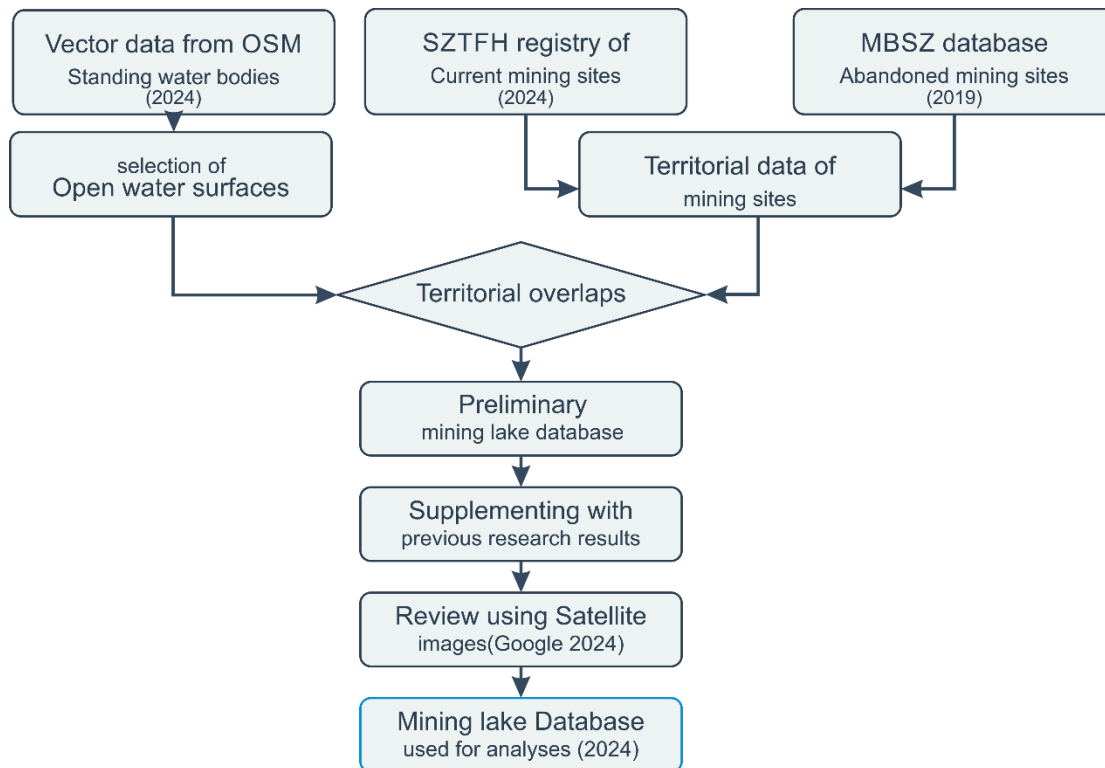 Vector data from OSM
Standing water bodies
(2024)
SZTFH registry of
Current mining sites
(2024)
MBSZ database
Abandoned mining sites
(2019)
selection of
Open water surfaces
Territorial data of
mining sites
Territorial overlaps
Preliminary
mining lake database
Supplementing with
previous research results
Review using Satellite
images(Google 2024)
Mining lake Database
used for analyses (2024)